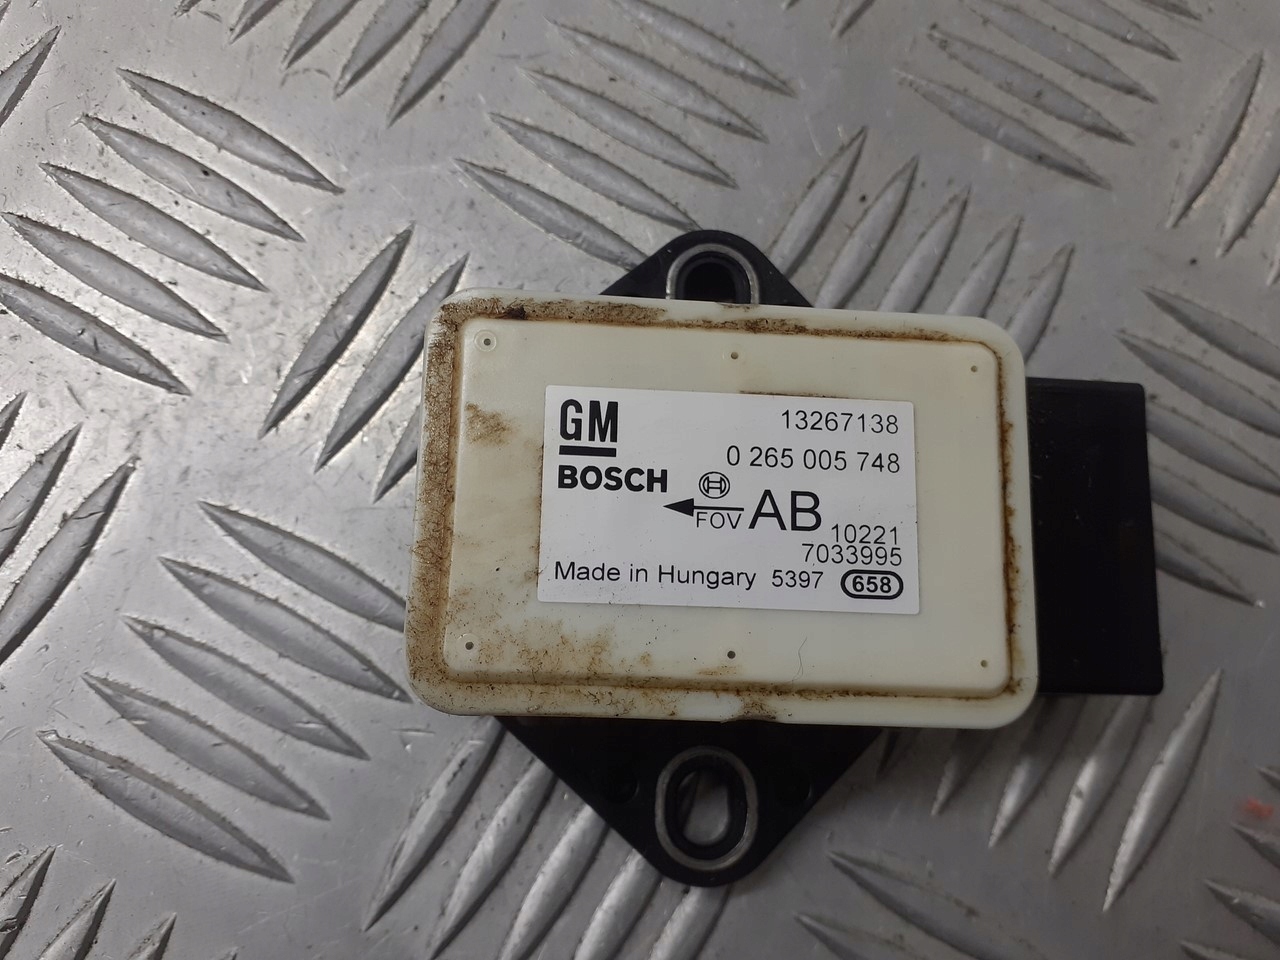 GM
13267138
0 265 005 748
BOSCH
FOV AB 10221
7033995
Made in Hungary 5397 658